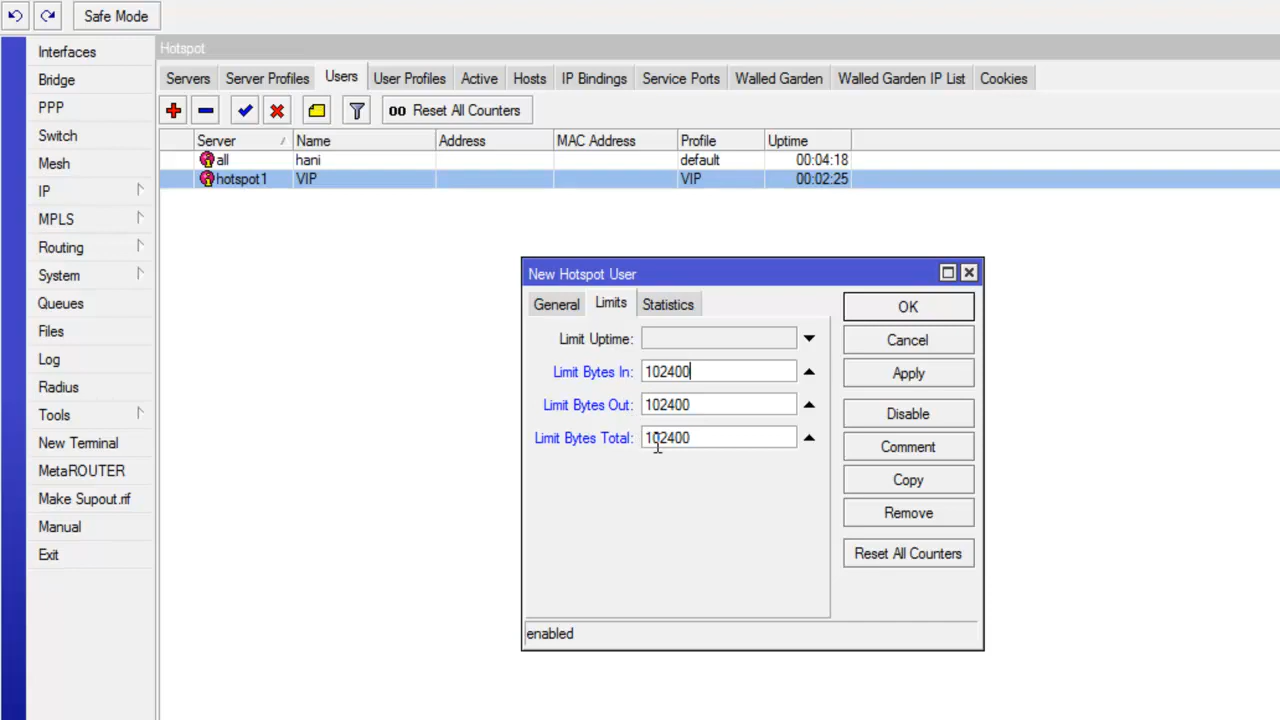 Safe Mode
Interfaces
Bridge
PPP
Switch
Mesh
IP
MPLS
Routing
System
Queues
Files
Log
Radius
Tools
New Terminal
MetaROUTER
Make Supout.rif
Manual
Exit
Hotspot
Servers Server Profiles Users User Profiles Active Hosts IP Bindings Service Ports Walled Garden Walled Garden IP List Cookies
00 Reset All Counters
Server / Name Address MAC Address Profile Uptime
all hani default 00:04:18
hotspot1 VIP VIP 00:02:25
New Hotspot User
General Limits Statistics
Limit Uptime:
Limit Bytes In: 102400
Limit Bytes Out: 102400
Limit Bytes Total: 102400
OK
Cancel
Apply
Disable
Comment
Copy
Remove
Reset All Counters
enabled